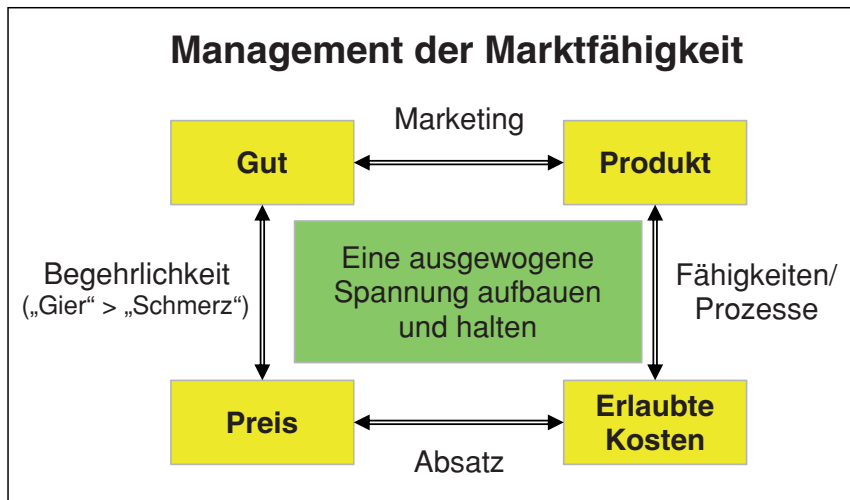 Management der Marktfähigkeit
Marketing
Gut
Produkt
Begehrlichkeit
(„Gier“ > „Schmerz“)
Eine ausgewogene
Spannung aufbauen
und halten
Fähigkeiten/
Prozesse
Preis
Erlaubte
Kosten
Absatz